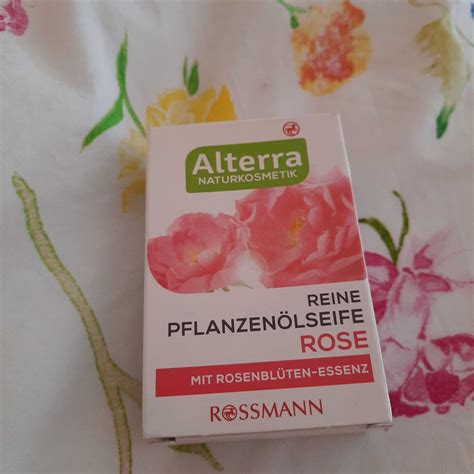 Alterra
NATURKOSMETIK
REINE
PFLANZENÖLSEIFE
ROSE
MIT ROSENBLÜTEN-ESSENZ
ROSSMANN